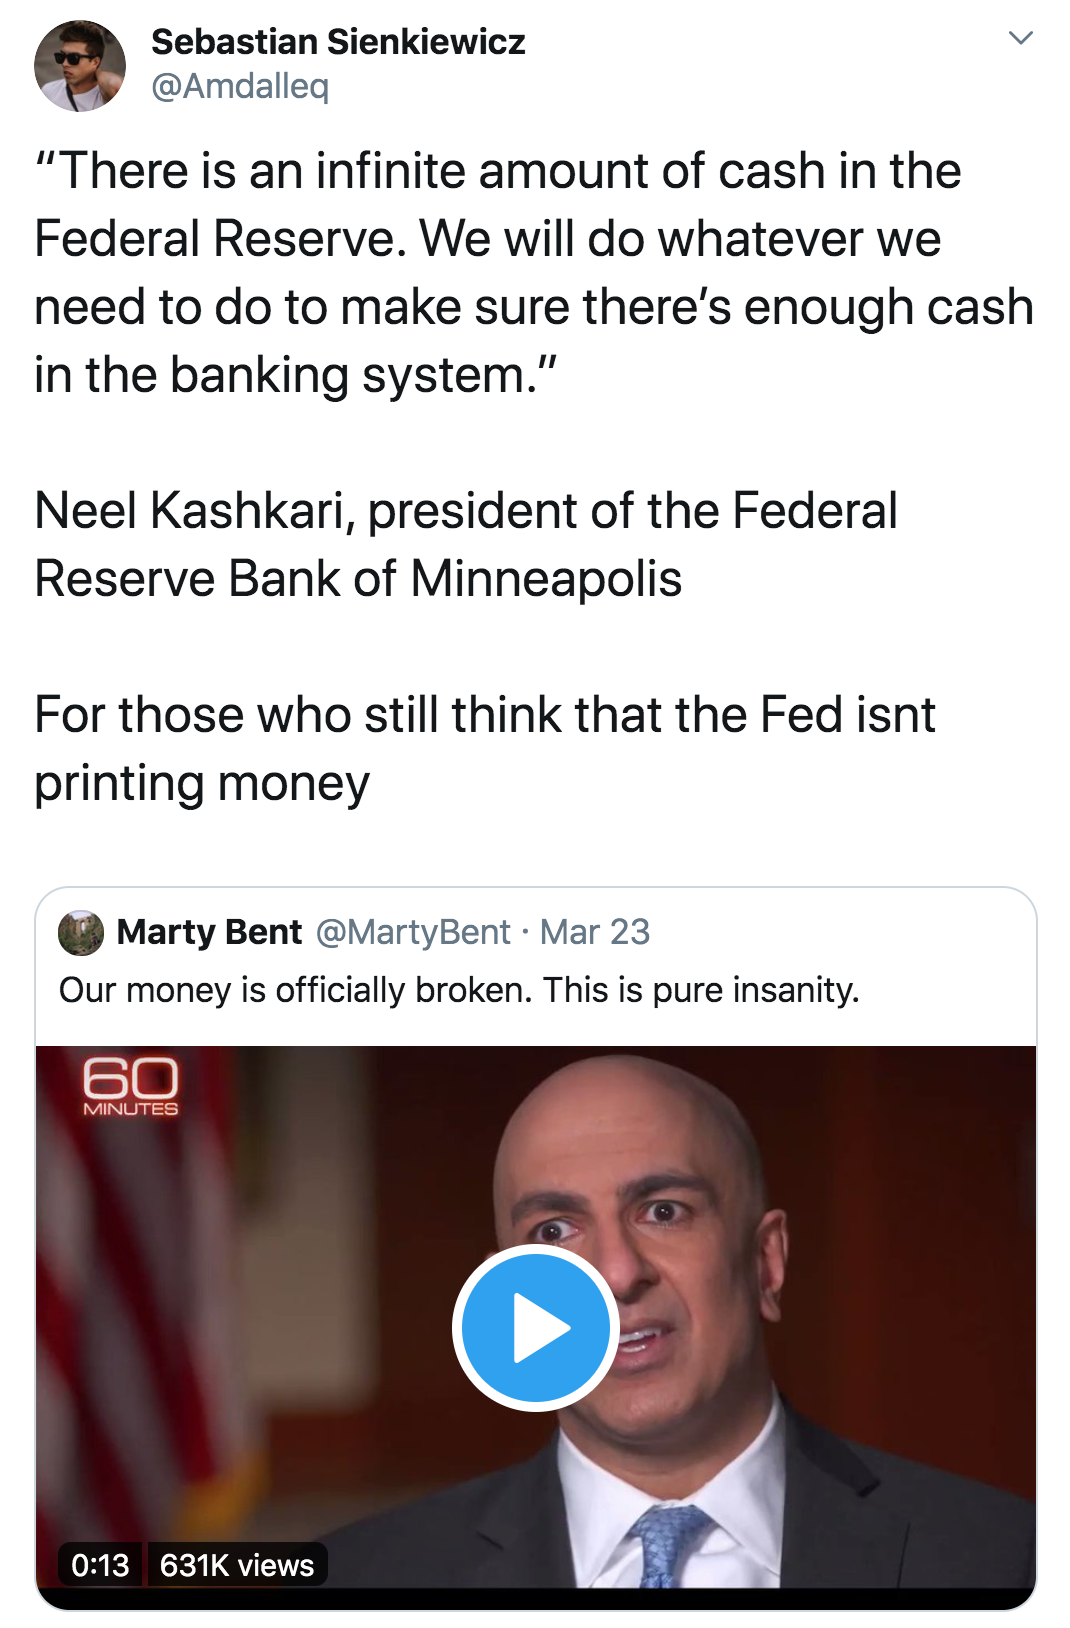 Sebastian Sienkiewicz
@Amdalleq
“There is an infinite amount of cash in the
Federal Reserve. We will do whatever we
need to do to make sure there’s enough cash
in the banking system.”
Neel Kashkari, president of the Federal
Reserve Bank of Minneapolis
For those who still think that the Fed isnt
printing money
Marty Bent @MartyBent · Mar 23
Our money is officially broken. This is pure insanity.
60
MINUTES
0:13 631K views